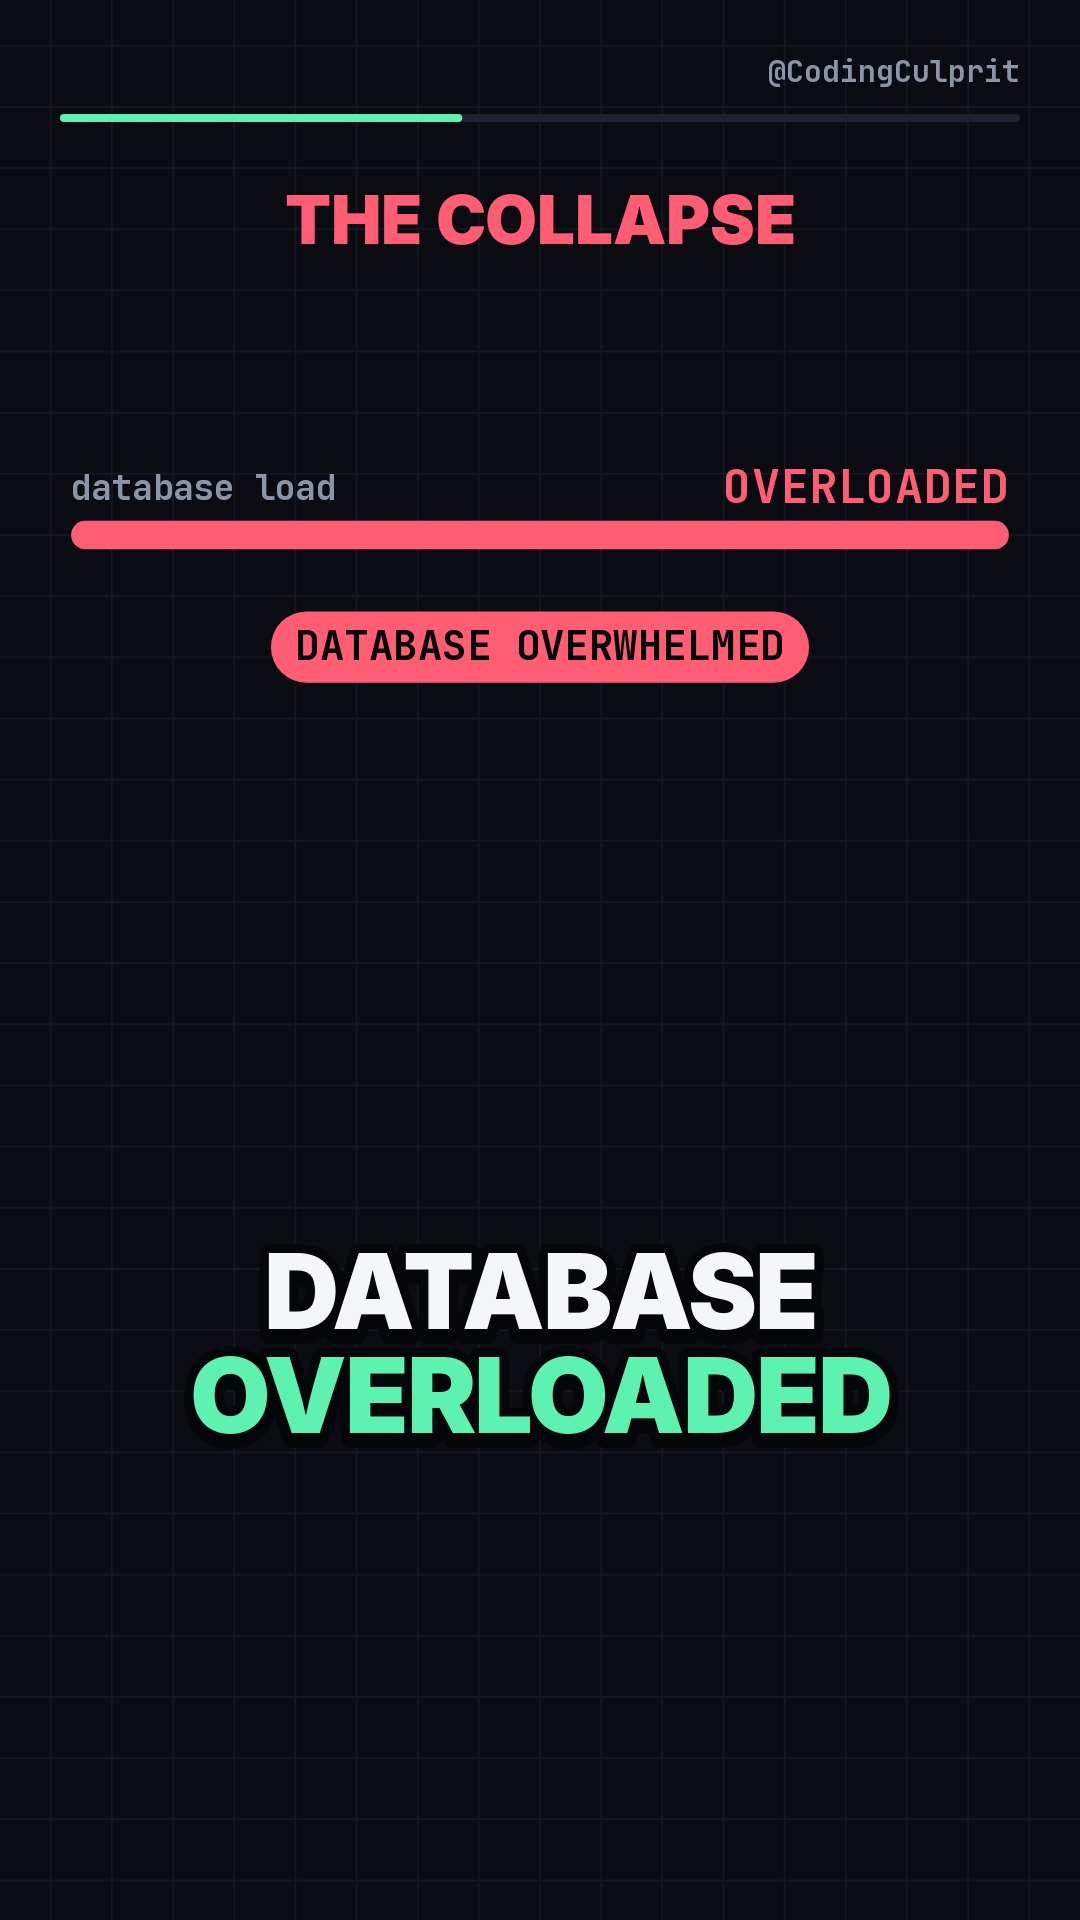 @CodingCulprit
THE COLLAPSE
database load OVERLOADED
DATABASE OVERWHELMED
DATABASE
OVERLOADED